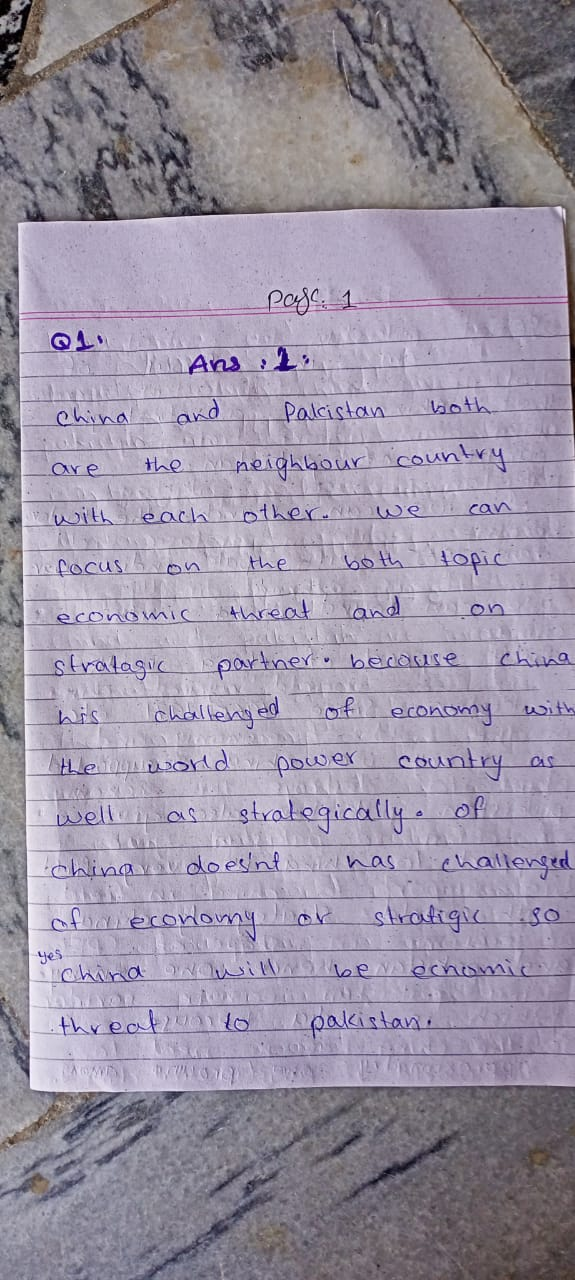 Page: 1
Q1.
Ans : 1:
China and Pakistan both
are the neighbour country
with each other. We can
focus on the both topic
economic threat and on
stratagic partner. becouse china
his challenged of economy with
the world power country as
well as strategically. of
china does'nt has challenged
of economy or stratigic so
yes
china will be echomic
threat to pakistan.